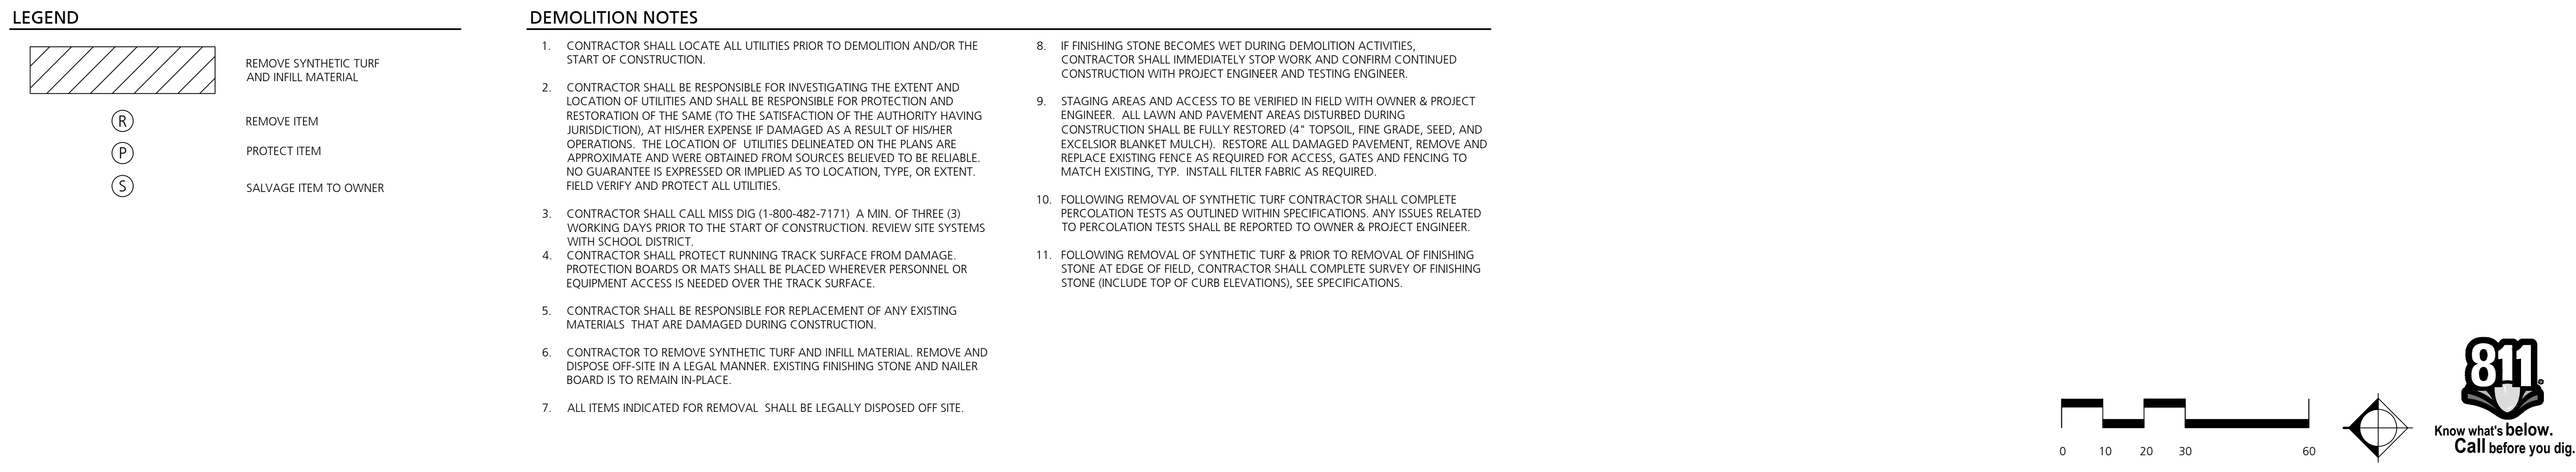 LEGEND
REMOVE SYNTHETIC TURF
AND INFILL MATERIAL
R
REMOVE ITEM
P
PROTECT ITEM
S
SALVAGE ITEM TO OWNER
DEMOLITION NOTES
1. CONTRACTOR SHALL LOCATE ALL UTILITIES PRIOR TO DEMOLITION AND/OR THE
START OF CONSTRUCTION.
2. CONTRACTOR SHALL BE RESPONSIBLE FOR INVESTIGATING THE EXTENT AND
LOCATION OF UTILITIES AND SHALL BE RESPONSIBLE FOR PROTECTION AND
RESTORATION OF THE SAME (TO THE SATISFACTION OF THE AUTHORITY HAVING
JURISDICTION), AT HIS/HER EXPENSE IF DAMAGED AS A RESULT OF HIS/HER
OPERATIONS. THE LOCATION OF UTILITIES DELINEATED ON THE PLANS ARE
APPROXIMATE AND WERE OBTAINED FROM SOURCES BELIEVED TO BE RELIABLE.
NO GUARANTEE IS EXPRESSED OR IMPLIED AS TO LOCATION, TYPE, OR EXTENT.
FIELD VERIFY AND PROTECT ALL UTILITIES.
3. CONTRACTOR SHALL CALL MISS DIG (1-800-482-7171) A MIN. OF THREE (3)
WORKING DAYS PRIOR TO THE START OF CONSTRUCTION. REVIEW SITE SYSTEMS
WITH SCHOOL DISTRICT.
4. CONTRACTOR SHALL PROTECT RUNNING TRACK SURFACE FROM DAMAGE.
PROTECTION BOARDS OR MATS SHALL BE PLACED WHEREVER PERSONNEL OR
EQUIPMENT ACCESS IS NEEDED OVER THE TRACK SURFACE.
5. CONTRACTOR SHALL BE RESPONSIBLE FOR REPLACEMENT OF ANY EXISTING
MATERIALS THAT ARE DAMAGED DURING CONSTRUCTION.
6. CONTRACTOR TO REMOVE SYNTHETIC TURF AND INFILL MATERIAL. REMOVE AND
DISPOSE OFF-SITE IN A LEGAL MANNER. EXISTING FINISHING STONE AND NAILER
BOARD IS TO REMAIN IN-PLACE.
7. ALL ITEMS INDICATED FOR REMOVAL SHALL BE LEGALLY DISPOSED OFF SITE.
8. IF FINISHING STONE BECOMES WET DURING DEMOLITION ACTIVITIES,
CONTRACTOR SHALL IMMEDIATELY STOP WORK AND CONFIRM CONTINUED
CONSTRUCTION WITH PROJECT ENGINEER AND TESTING ENGINEER.
9. STAGING AREAS AND ACCESS TO BE VERIFIED IN FIELD WITH OWNER & PROJECT
ENGINEER. ALL LAWN AND PAVEMENT AREAS DISTURBED DURING
CONSTRUCTION SHALL BE FULLY RESTORED (4" TOPSOIL, FINE GRADE, SEED, AND
EXCELSIOR BLANKET MULCH). RESTORE ALL DAMAGED PAVEMENT, REMOVE AND
REPLACE EXISTING FENCE AS REQUIRED FOR ACCESS, GATES AND FENCING TO
MATCH EXISTING, TYP. INSTALL FILTER FABRIC AS REQUIRED.
10. FOLLOWING REMOVAL OF SYNTHETIC TURF CONTRACTOR SHALL COMPLETE
PERCOLATION TESTS AS OUTLINED WITHIN SPECIFICATIONS. ANY ISSUES RELATED
TO PERCOLATION TESTS SHALL BE REPORTED TO OWNER & PROJECT ENGINEER.
11. FOLLOWING REMOVAL OF SYNTHETIC TURF & PRIOR TO REMOVAL OF FINISHING
STONE AT EDGE OF FIELD, CONTRACTOR SHALL COMPLETE SURVEY OF FINISHING
STONE (INCLUDE TOP OF CURB ELEVATIONS), SEE SPECIFICATIONS.
0 10 20 30 60
811
Know what's below.
Call before you dig.